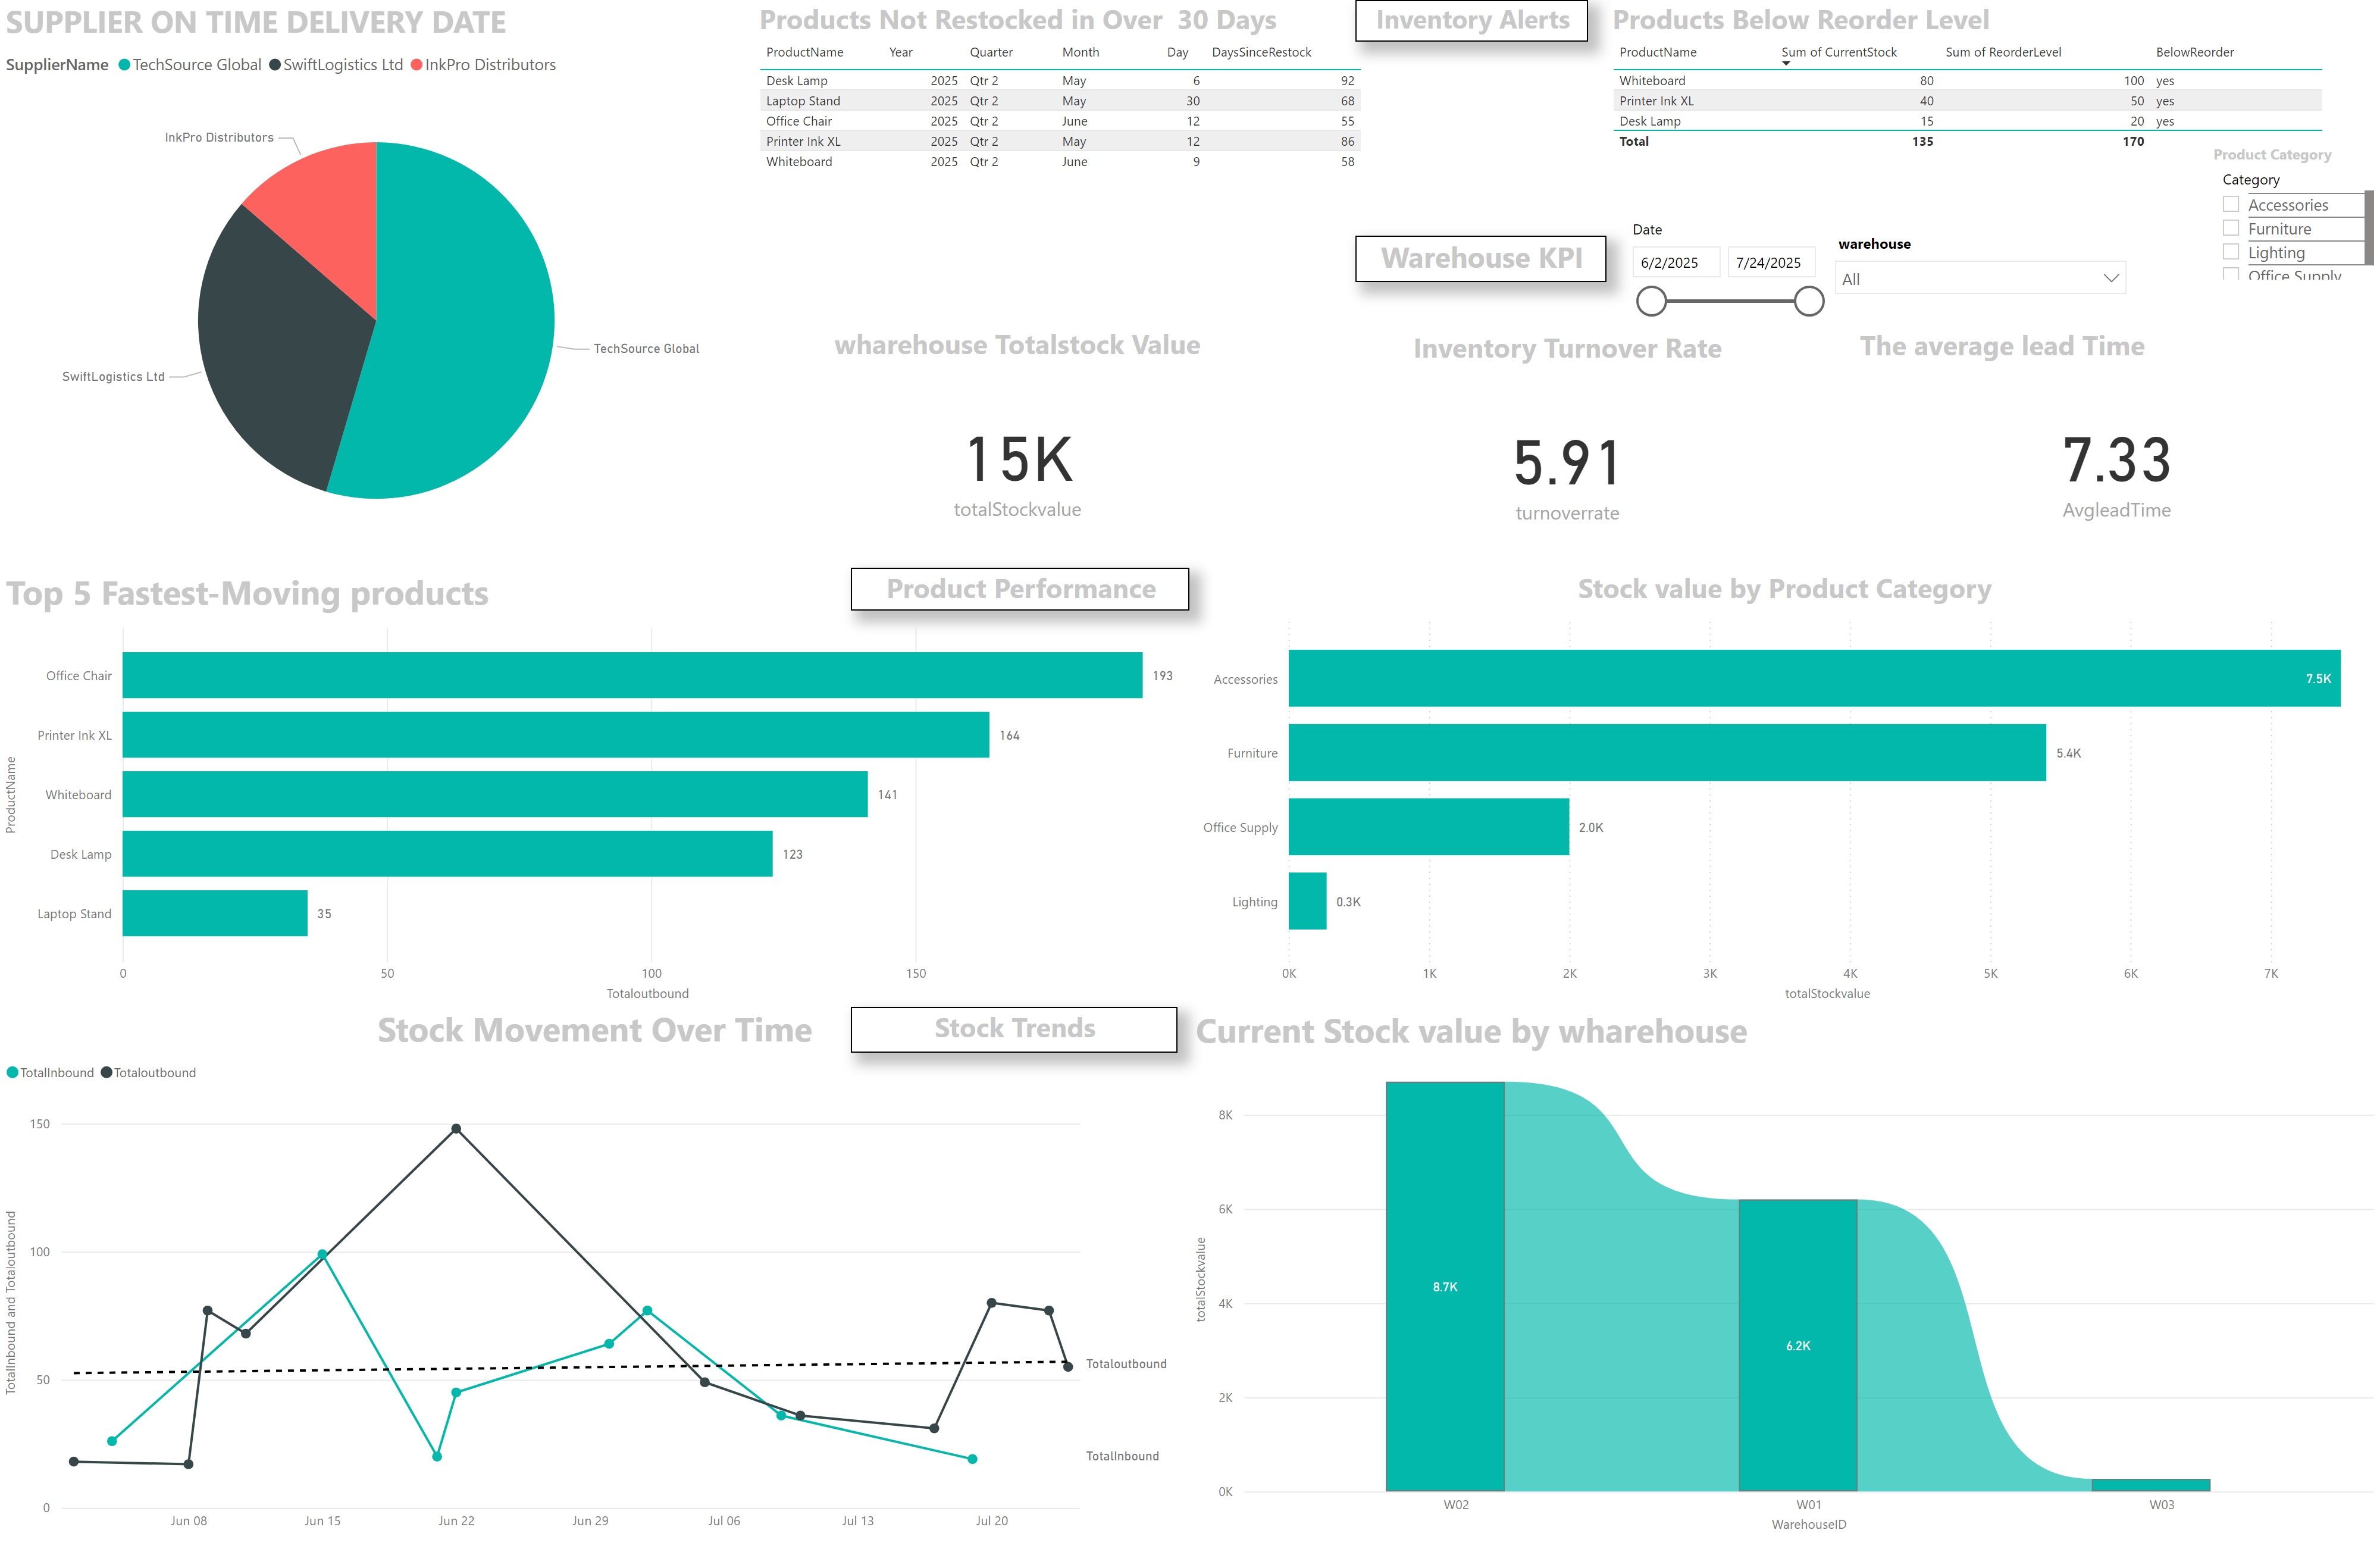 SUPPLIER ON TIME DELIVERY DATE
SupplierName TechSource Global SwiftLogistics Ltd InkPro Distributors
InkPro Distributors
TechSource Global
SwiftLogistics Ltd
Products Not Restocked in Over 30 Days
ProductName Year Quarter Month Day DaysSinceRestock
Desk Lamp 2025 Qtr 2 May 6 92
Laptop Stand 2025 Qtr 2 May 30 68
Office Chair 2025 Qtr 2 June 12 55
Printer Ink XL 2025 Qtr 2 May 12 86
Whiteboard 2025 Qtr 2 June 9 58
Inventory Alerts
Products Below Reorder Level
ProductName Sum of CurrentStock Sum of ReorderLevel BelowReorder
Whiteboard 80 100 yes
Printer Ink XL 40 50 yes
Desk Lamp 15 20 yes
Total 135 170
Product Category
Category
Accessories
Furniture
Lighting
Office Supply
Warehouse KPI
Date
6/2/2025 7/24/2025
warehouse
All
wharehouse Totalstock Value
15K
totalStockvalue
Inventory Turnover Rate
5.91
turnoverrate
The average lead Time
7.33
AvgleadTime
Top 5 Fastest-Moving products
Product Performance
ProductName
Office Chair 193
Printer Ink XL 164
Whiteboard 141
Desk Lamp 123
Laptop Stand 35
0 50 100 150
Totaloutbound
Stock value by Product Category
Accessories 7.5K
Furniture 5.4K
Office Supply 2.0K
Lighting 0.3K
0K 1K 2K 3K 4K 5K 6K 7K
totalStockvalue
Stock Movement Over Time
Stock Trends
TotalInbound Totaloutbound
TotalInbound and Totaloutbound
150
100
50
0
Totaloutbound
TotalInbound
Jun 08 Jun 15 Jun 22 Jun 29 Jul 06 Jul 13 Jul 20
Current Stock value by wharehouse
totalStockvalue
8K
6K
4K
2K
0K
8.7K
6.2K
W02 W01 W03
WarehouseID